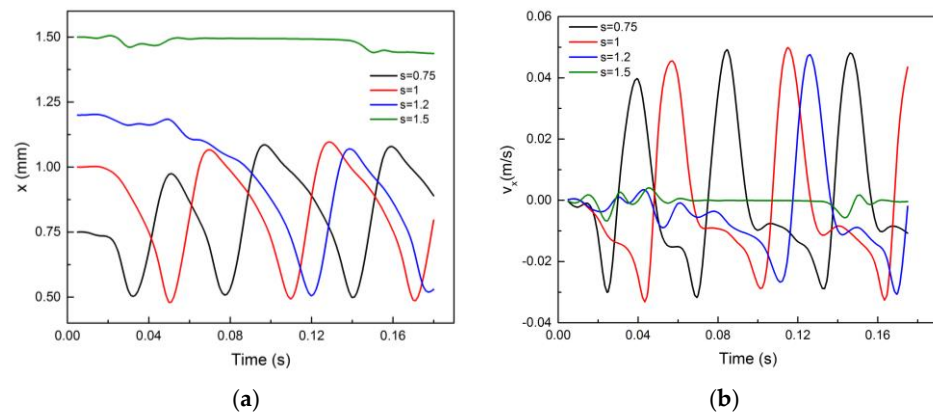 1.50
1.25
1.00
0.75
0.50
x (mm)
s=0.75
s=1
s=1.2
s=1.5
0.00 0.04 0.08 0.12 0.16
Time (s)
(a)
0.06
0.04
0.02
0.00
-0.02
-0.04
vₓ(m/s)
s=0.75
s=1
s=1.2
s=1.5
0.00 0.04 0.08 0.12 0.16
Time (s)
(b)